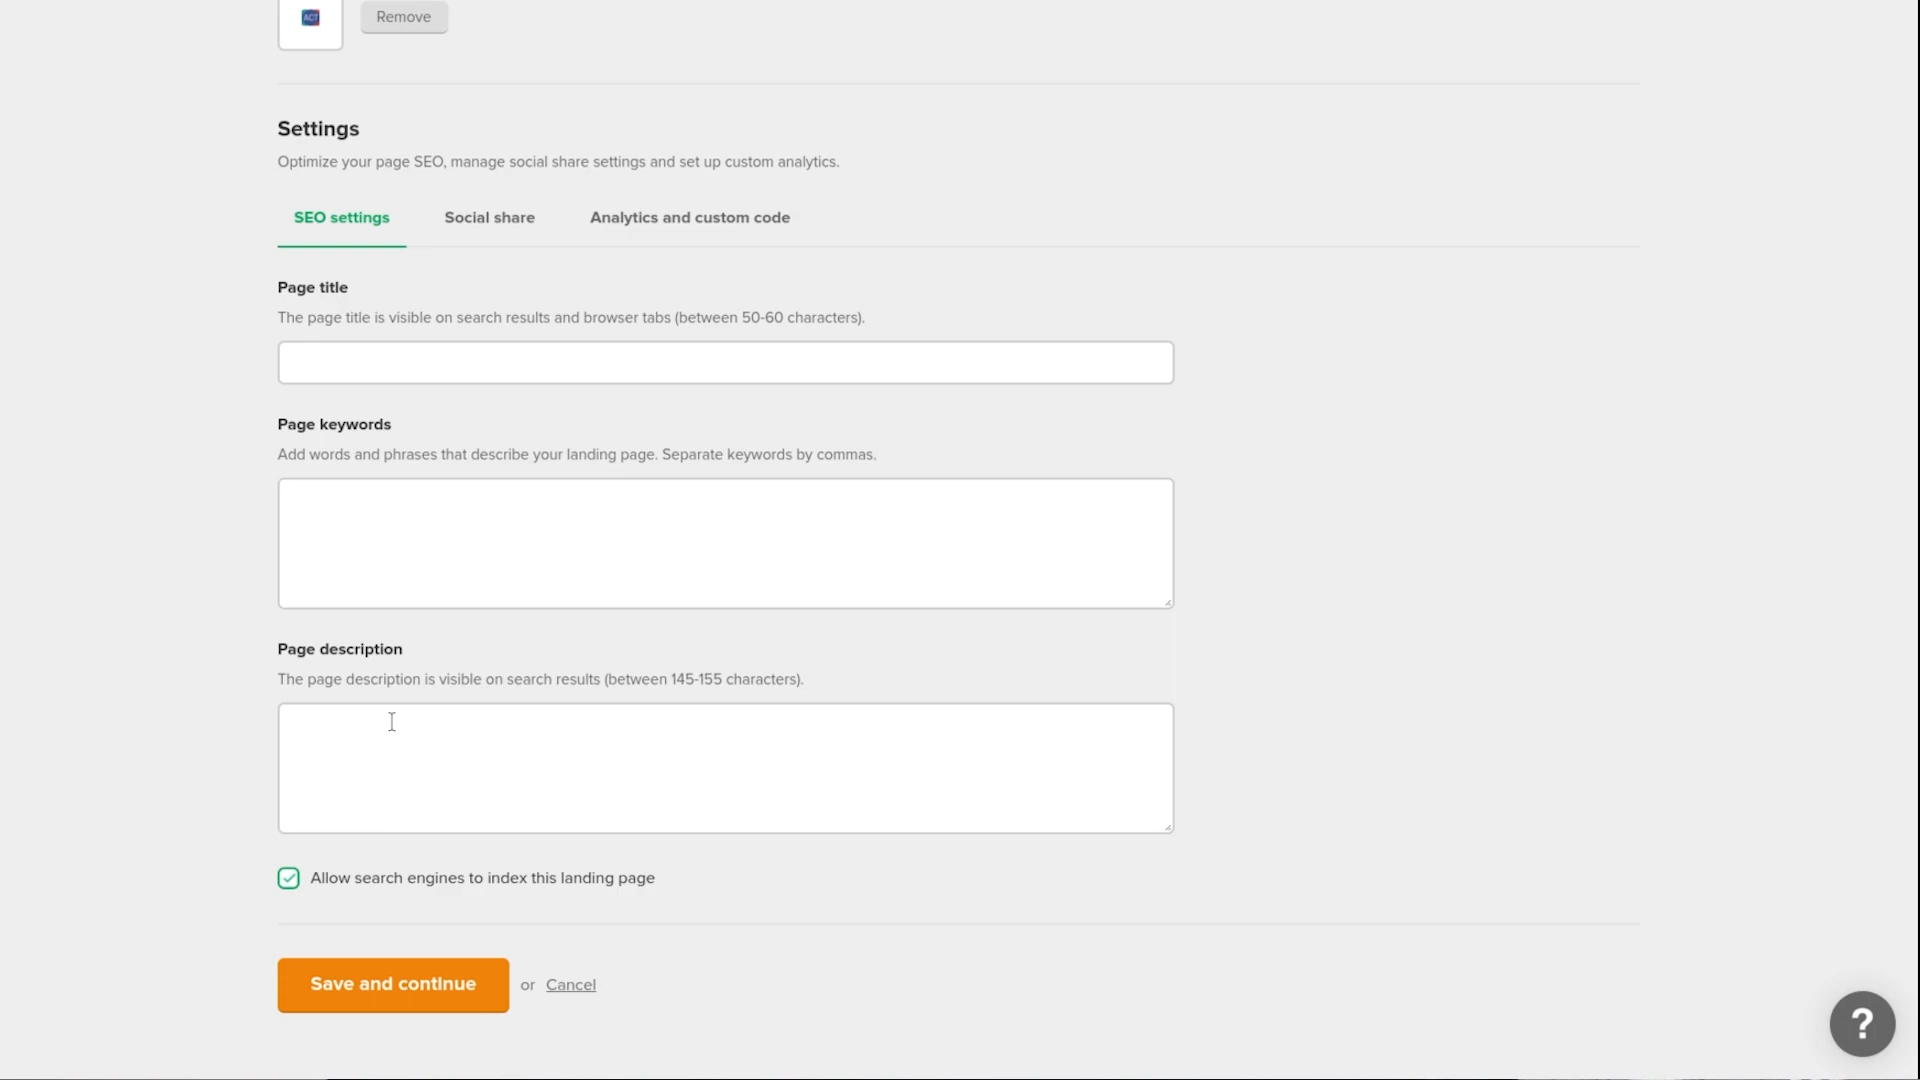 ACT
Remove
Settings
Optimize your page SEO, manage social share settings and set up custom analytics.
SEO settings Social share Analytics and custom code
Page title
The page title is visible on search results and browser tabs (between 50-60 characters).
Page keywords
Add words and phrases that describe your landing page. Separate keywords by commas.
Page description
The page description is visible on search results (between 145-155 characters).
Allow search engines to index this landing page
Save and continue or Cancel
?